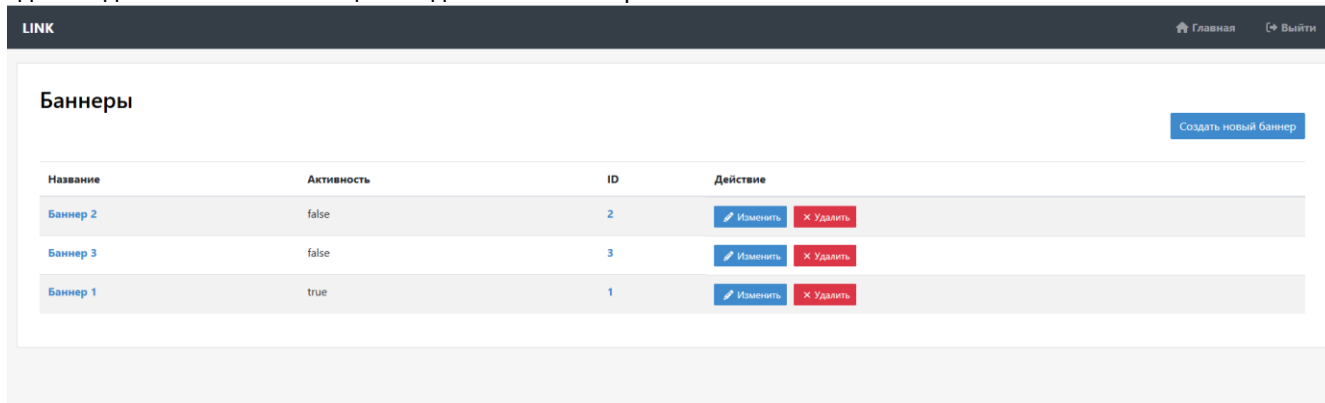 LINK Главная Выйти
Баннеры
Создать новый баннер
Название Активность ID Действие
Баннер 2 false 2 Изменить Удалить
Баннер 3 false 3 Изменить Удалить
Баннер 1 true 1 Изменить Удалить